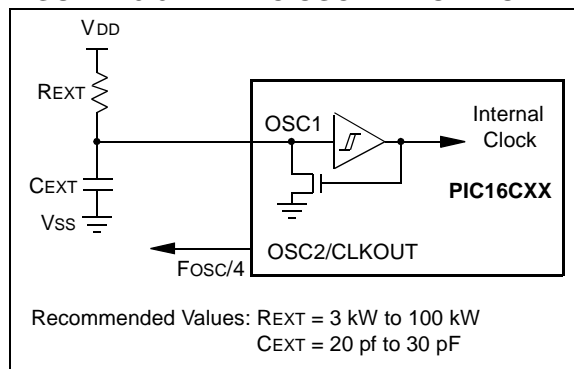 VDD
REXT
OSC1
Internal
Clock
CEXT
PIC16CXX
VSS
OSC2/CLKOUT
FOSC/4
Recommended Values: REXT = 3 kW to 100 kW
CEXT = 20 pf to 30 pF